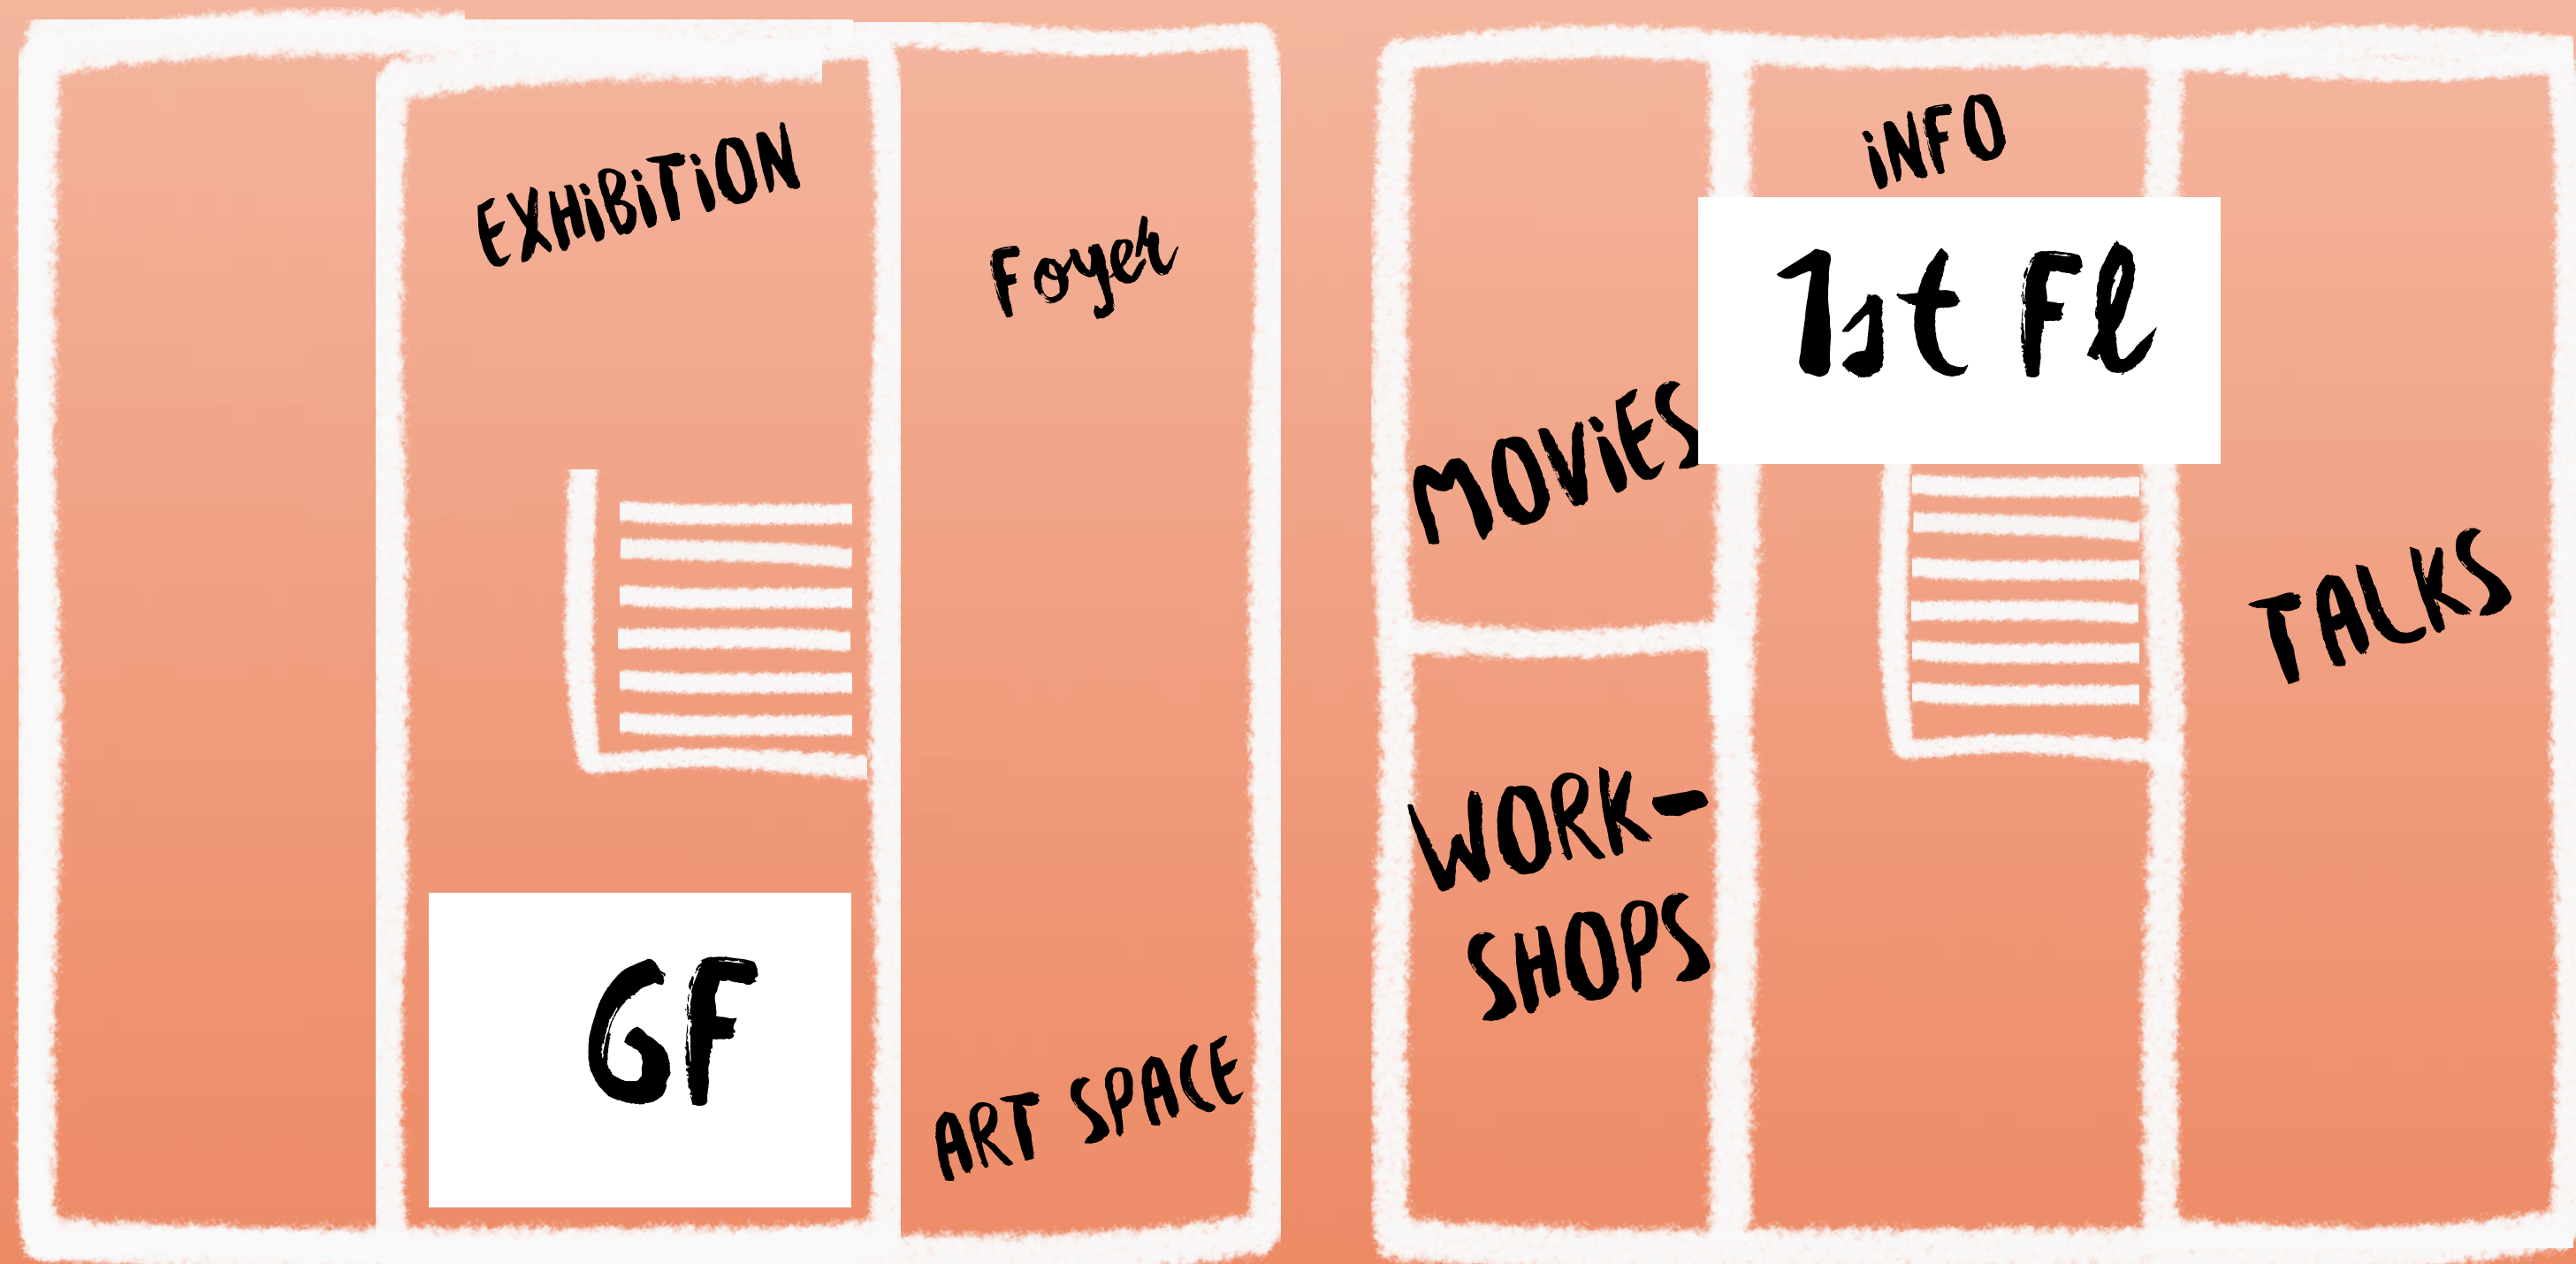 EXHiBiTiON
Foyer
GF
ART SPACE
iNFO
1st Fl
MOViES
TALKS
WORK-
SHOPS